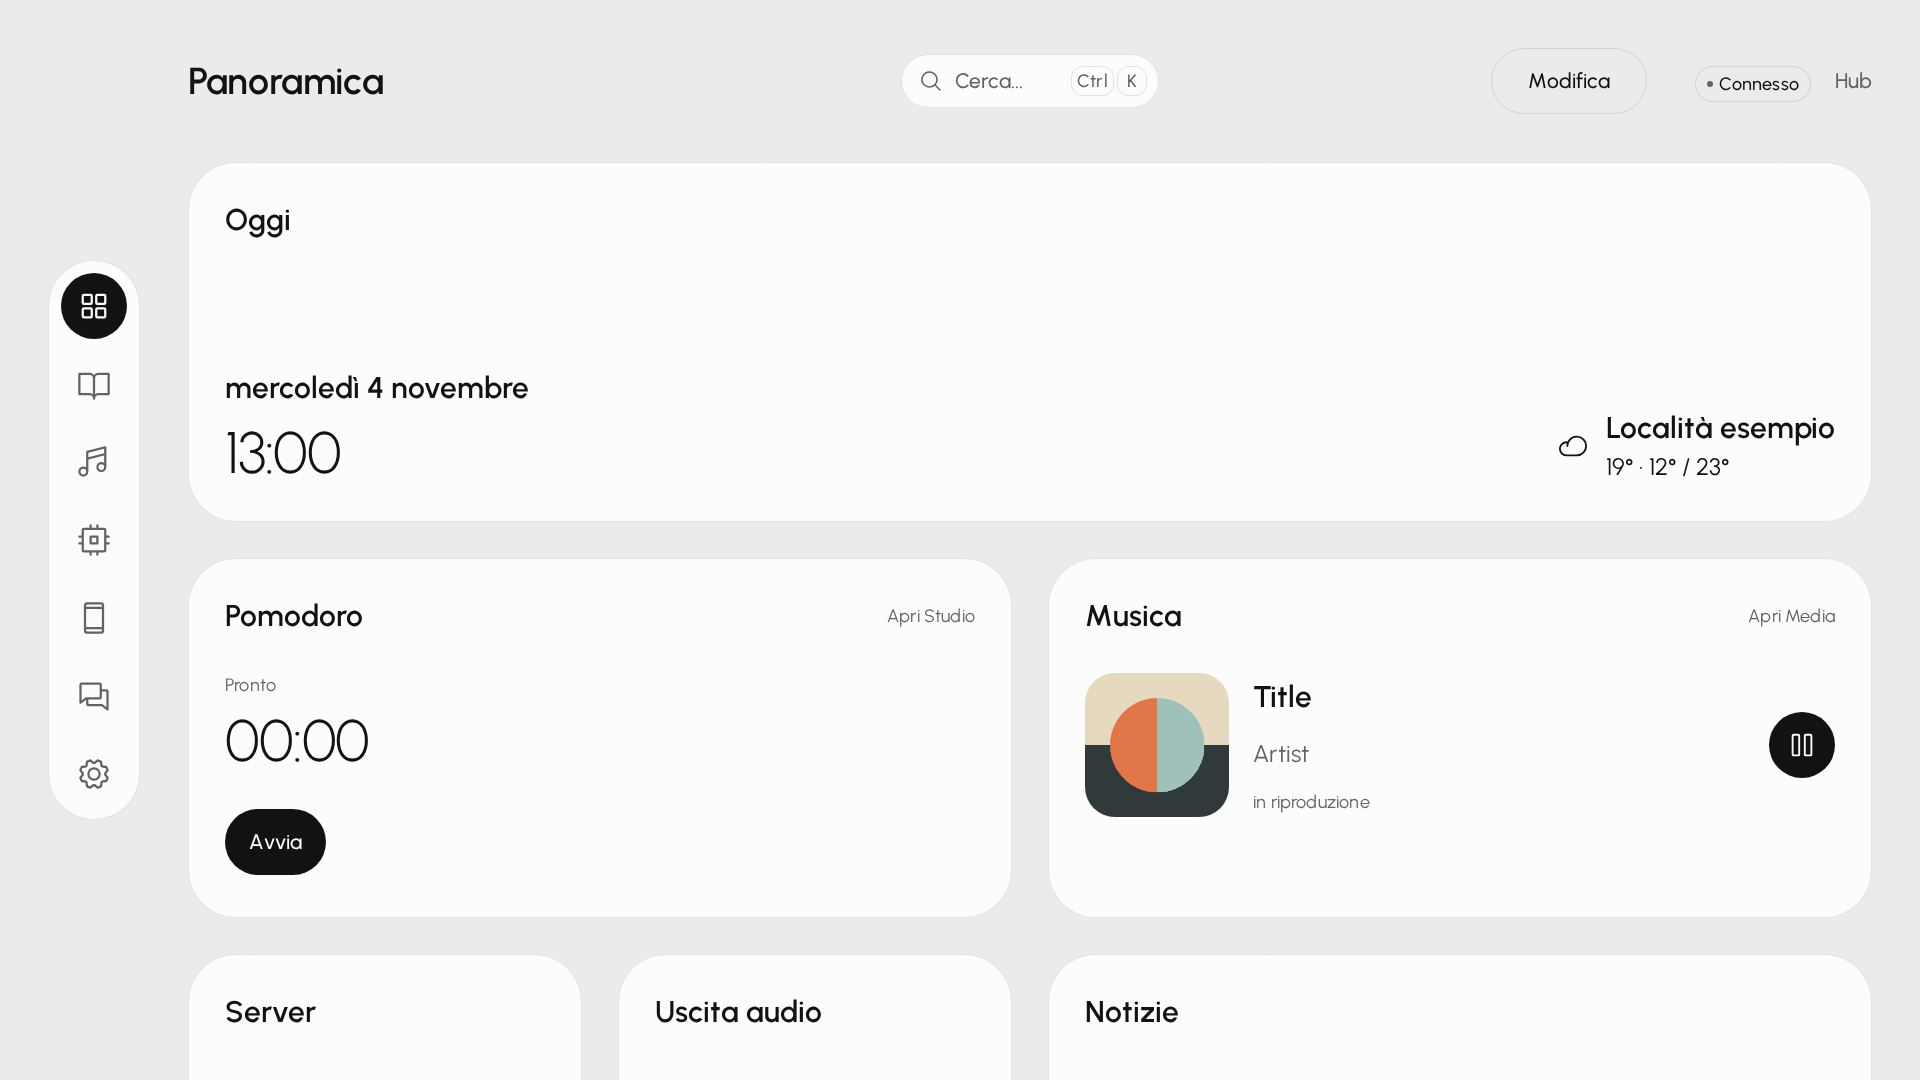 Panoramica
Cerca...
Ctrl K
Modifica
Connesso
Hub
Oggi
mercoledì 4 novembre
13:00
Località esempio
19° · 12° / 23°
Pomodoro
Apri Studio
Pronto
00:00
Avvia
Musica
Apri Media
Title
Artist
in riproduzione
Server
Uscita audio
Notizie